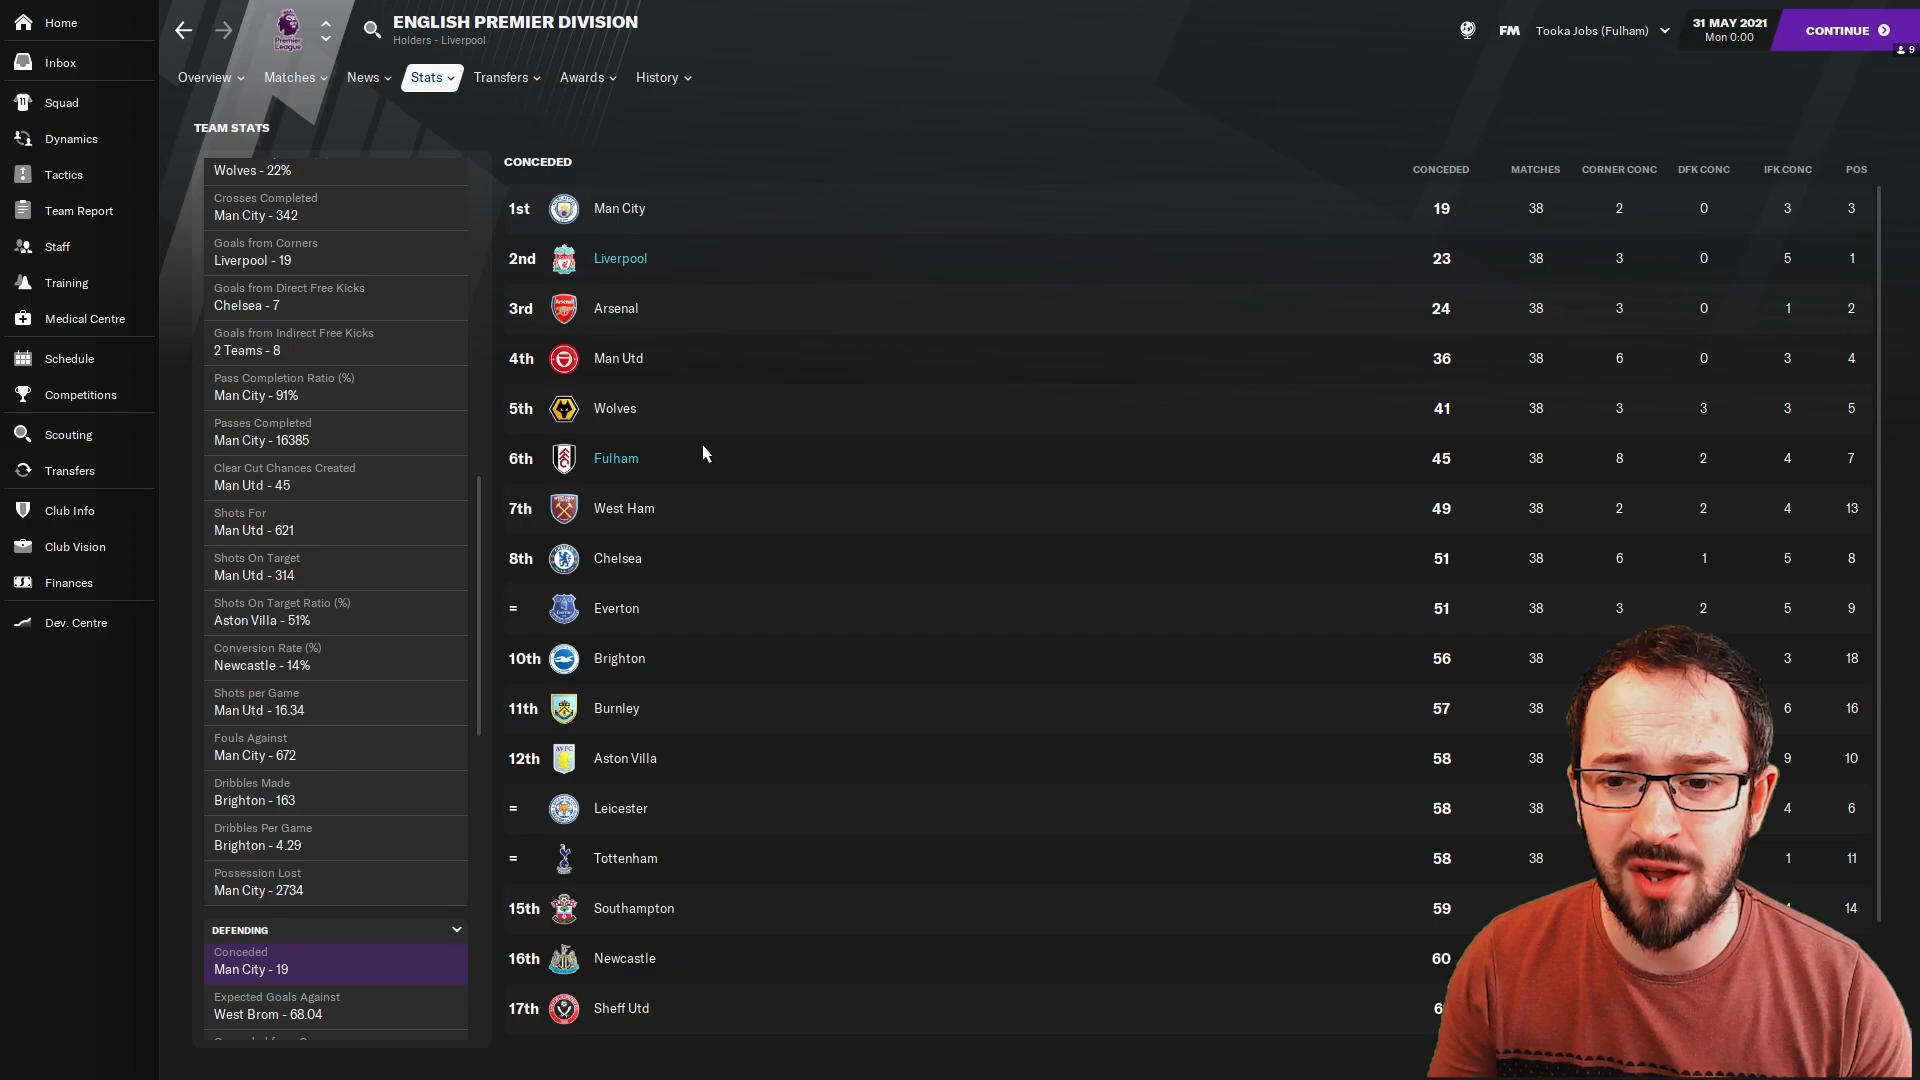 Home
Inbox
Squad
Dynamics
Tactics
Team Report
Staff
Training
Medical Centre
Schedule
Competitions
Scouting
Transfers
Club Info
Club Vision
Finances
Dev. Centre
Premier League
ENGLISH PREMIER DIVISION
Holders - Liverpool
FM
Tooka Jobs (Fulham)
31 MAY 2021
Mon 0:00
CONTINUE
9
Overview Matches News Stats Transfers Awards History
TEAM STATS
Wolves - 22%
Crosses Completed
Man City - 342
Goals from Corners
Liverpool - 19
Goals from Direct Free Kicks
Chelsea - 7
Goals from Indirect Free Kicks
2 Teams - 8
Pass Completion Ratio (%)
Man City - 91%
Passes Completed
Man City - 16385
Clear Cut Chances Created
Man Utd - 45
Shots For
Man Utd - 621
Shots On Target
Man Utd - 314
Shots On Target Ratio (%)
Aston Villa - 51%
Conversion Rate (%)
Newcastle - 14%
Shots per Game
Man Utd - 16.34
Fouls Against
Man City - 672
Dribbles Made
Brighton - 163
Dribbles Per Game
Brighton - 4.29
Possession Lost
Man City - 2734
DEFENDING
Conceded
Man City - 19
Expected Goals Against
West Brom - 68.04
CONCEDED
CONCEDED MATCHES CORNER CONC DFK CONC IFK CONC POS
1st Man City 19 38 2 0 3 3
2nd Liverpool 23 38 3 0 5 1
3rd Arsenal 24 38 3 0 1 2
4th Man Utd 36 38 6 0 3 4
5th Wolves 41 38 3 3 3 5
6th Fulham 45 38 8 2 4 7
7th West Ham 49 38 2 2 4 13
8th Chelsea 51 38 6 1 5 8
= Everton 51 38 3 2 5 9
10th Brighton 56 38 3 18
11th Burnley 57 38 6 16
12th Aston Villa 58 38 9 10
= Leicester 58 38 4 6
= Tottenham 58 38 1 11
15th Southampton 59 14
16th Newcastle 60
17th Sheff Utd